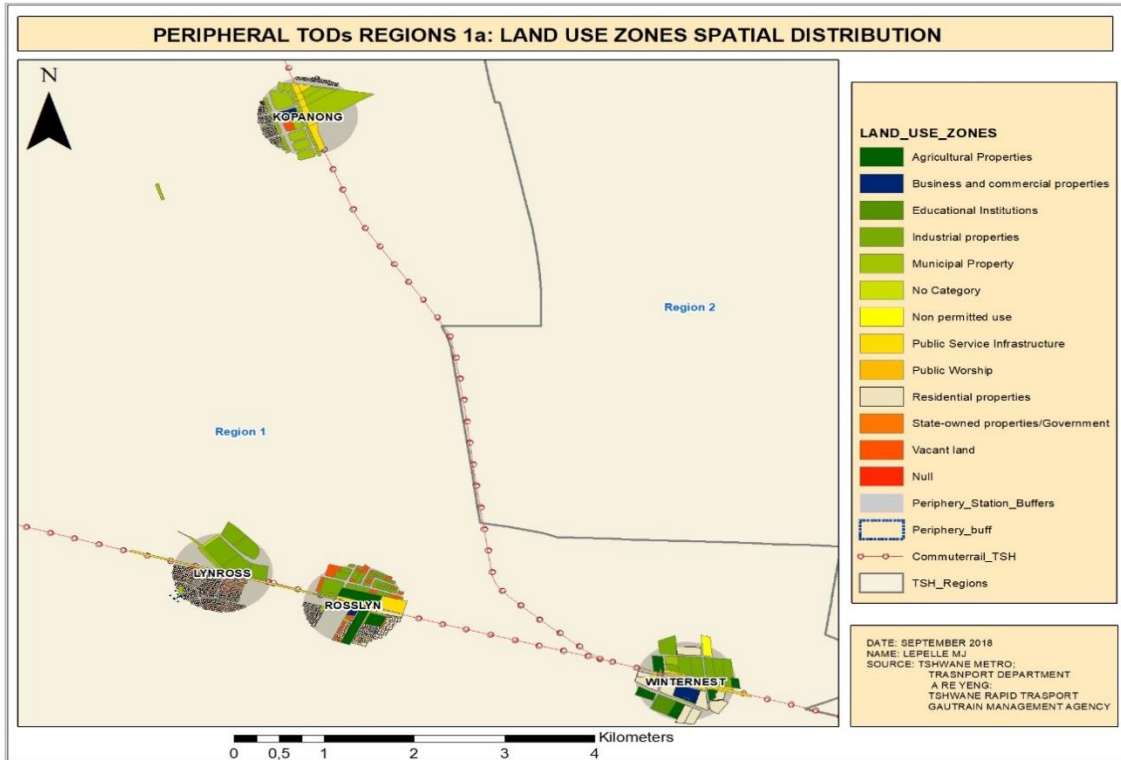 PERIPHERAL TODs REGIONS 1a: LAND USE ZONES SPATIAL DISTRIBUTION
N
KOPANONG
Region 2
Region 1
LYNROSS
ROSSLYN
WINTERNEST
Kilometers
0 0,5 1 2 3 4
LAND_USE_ZONES
Agricultural Properties
Business and commercial properties
Educational Institutions
Industrial properties
Municipal Property
No Category
Non permitted use
Public Service Infrastructure
Public Worship
Residential properties
State-owned properties/Government
Vacant land
Null
Periphery_Station_Buffers
Periphery_buff
Commuterrail_TSH
TSH_Regions
DATE: SEPTEMBER 2018
NAME: LEPELLE MJ
SOURCE: TSHWANE METRO;
TRASNPORT DEPARTMENT
A RE YENG:
TSHWANE RAPID TRASPORT
GAUTRAIN MANAGEMENT AGENCY